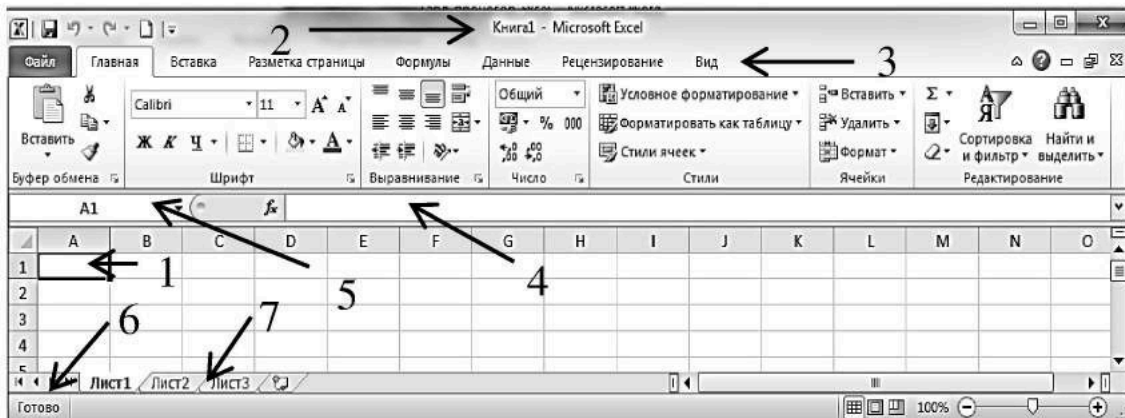 2 Книга1 - Microsoft Excel
Файл Главная Вставка Разметка страницы Формулы Данные Рецензирование Вид 3
Calibri 11 A A Общий Условное форматирование Вставить Σ
Вставить Ж К Ч A % 000 Форматировать как таблицу Удалить Сортировка и фильтр Найти и выделить
Стили ячеек Формат
Буфер обмена Шрифт Выравнивание Число Стили Ячейки Редактирование
A1 fx
A B C D E F G H I J K L M N O
1 1 5 4
2
3 6 7
4
5
Лист1 Лист2 Лист3
Готово 100%